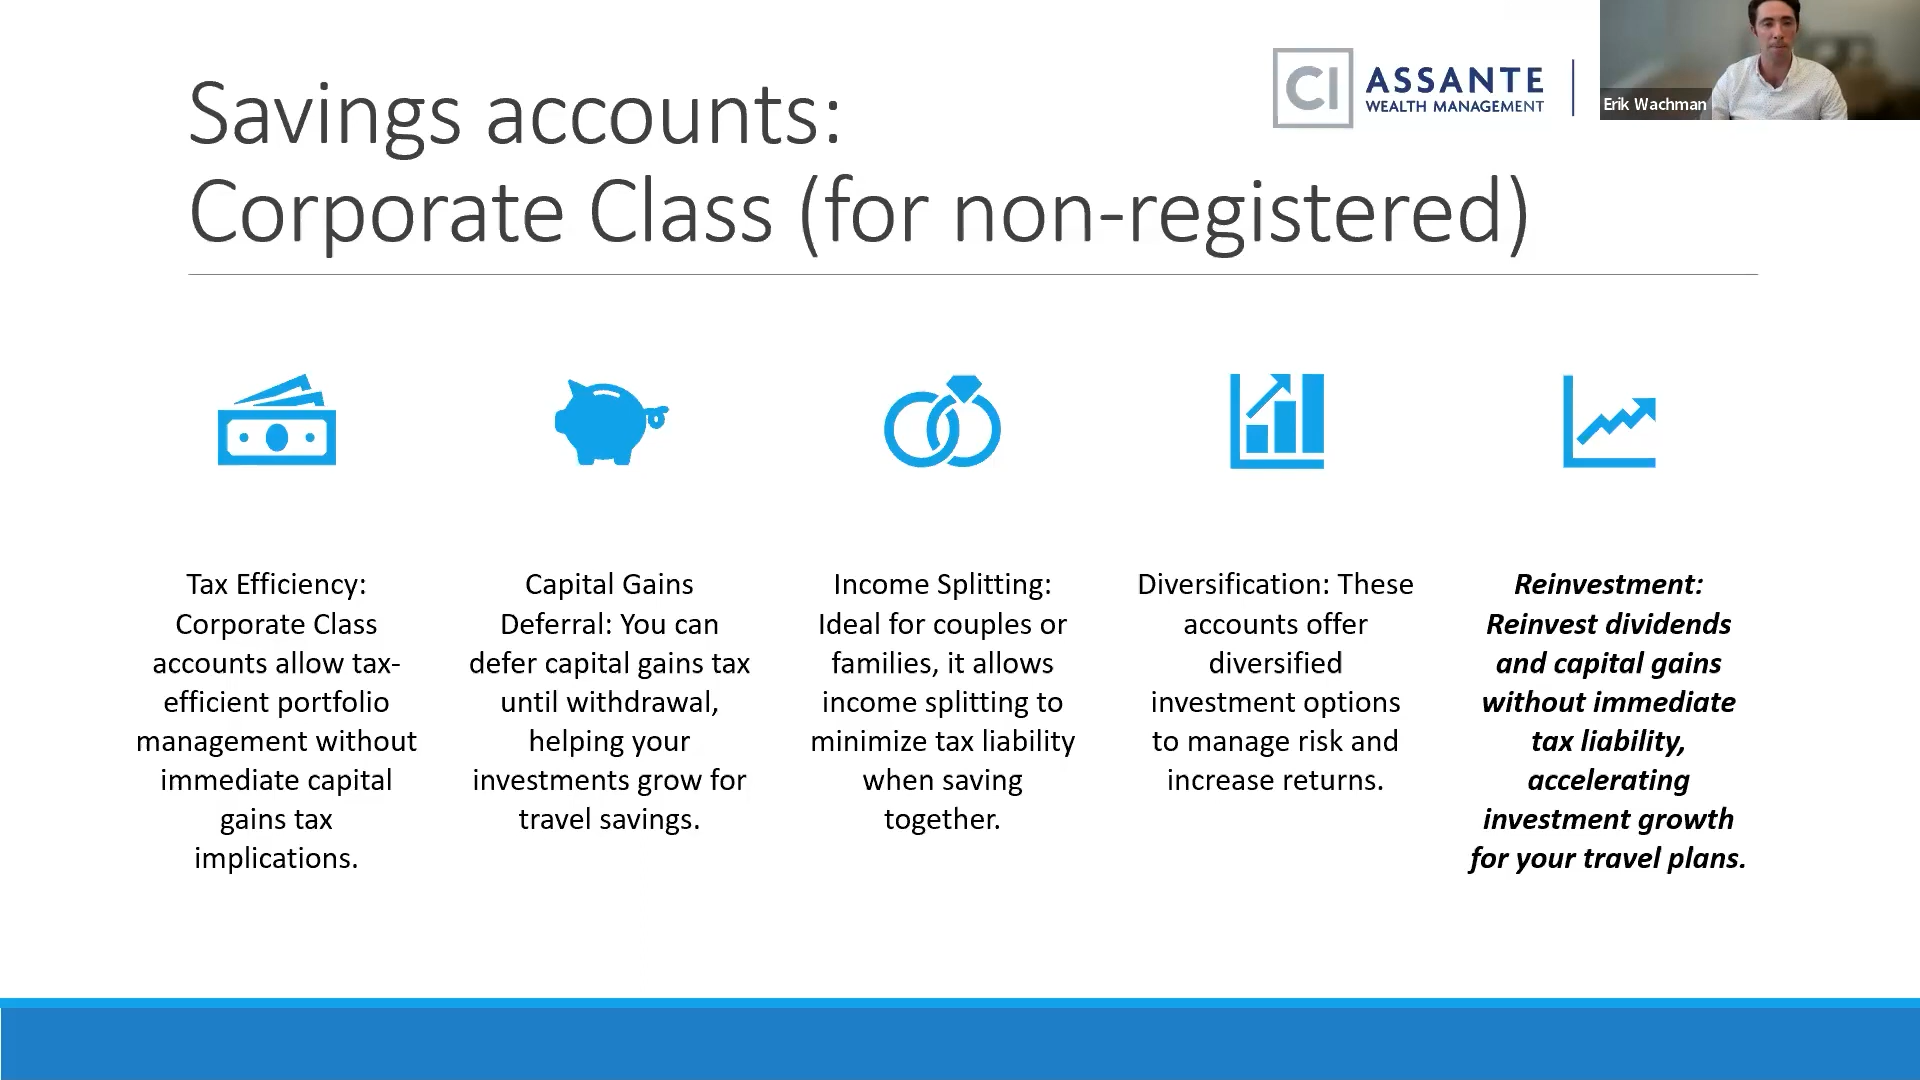 Savings accounts:
Corporate Class (for non-registered)
CI ASSANTE
WEALTH MANAGEMENT
Erik Wachman
Tax Efficiency:
Corporate Class
accounts allow tax-
efficient portfolio
management without
immediate capital
gains tax
implications.
Capital Gains
Deferral: You can
defer capital gains tax
until withdrawal,
helping your
investments grow for
travel savings.
Income Splitting:
Ideal for couples or
families, it allows
income splitting to
minimize tax liability
when saving
together.
Diversification: These
accounts offer
diversified
investment options
to manage risk and
increase returns.
Reinvestment:
Reinvest dividends
and capital gains
without immediate
tax liability,
accelerating
investment growth
for your travel plans.